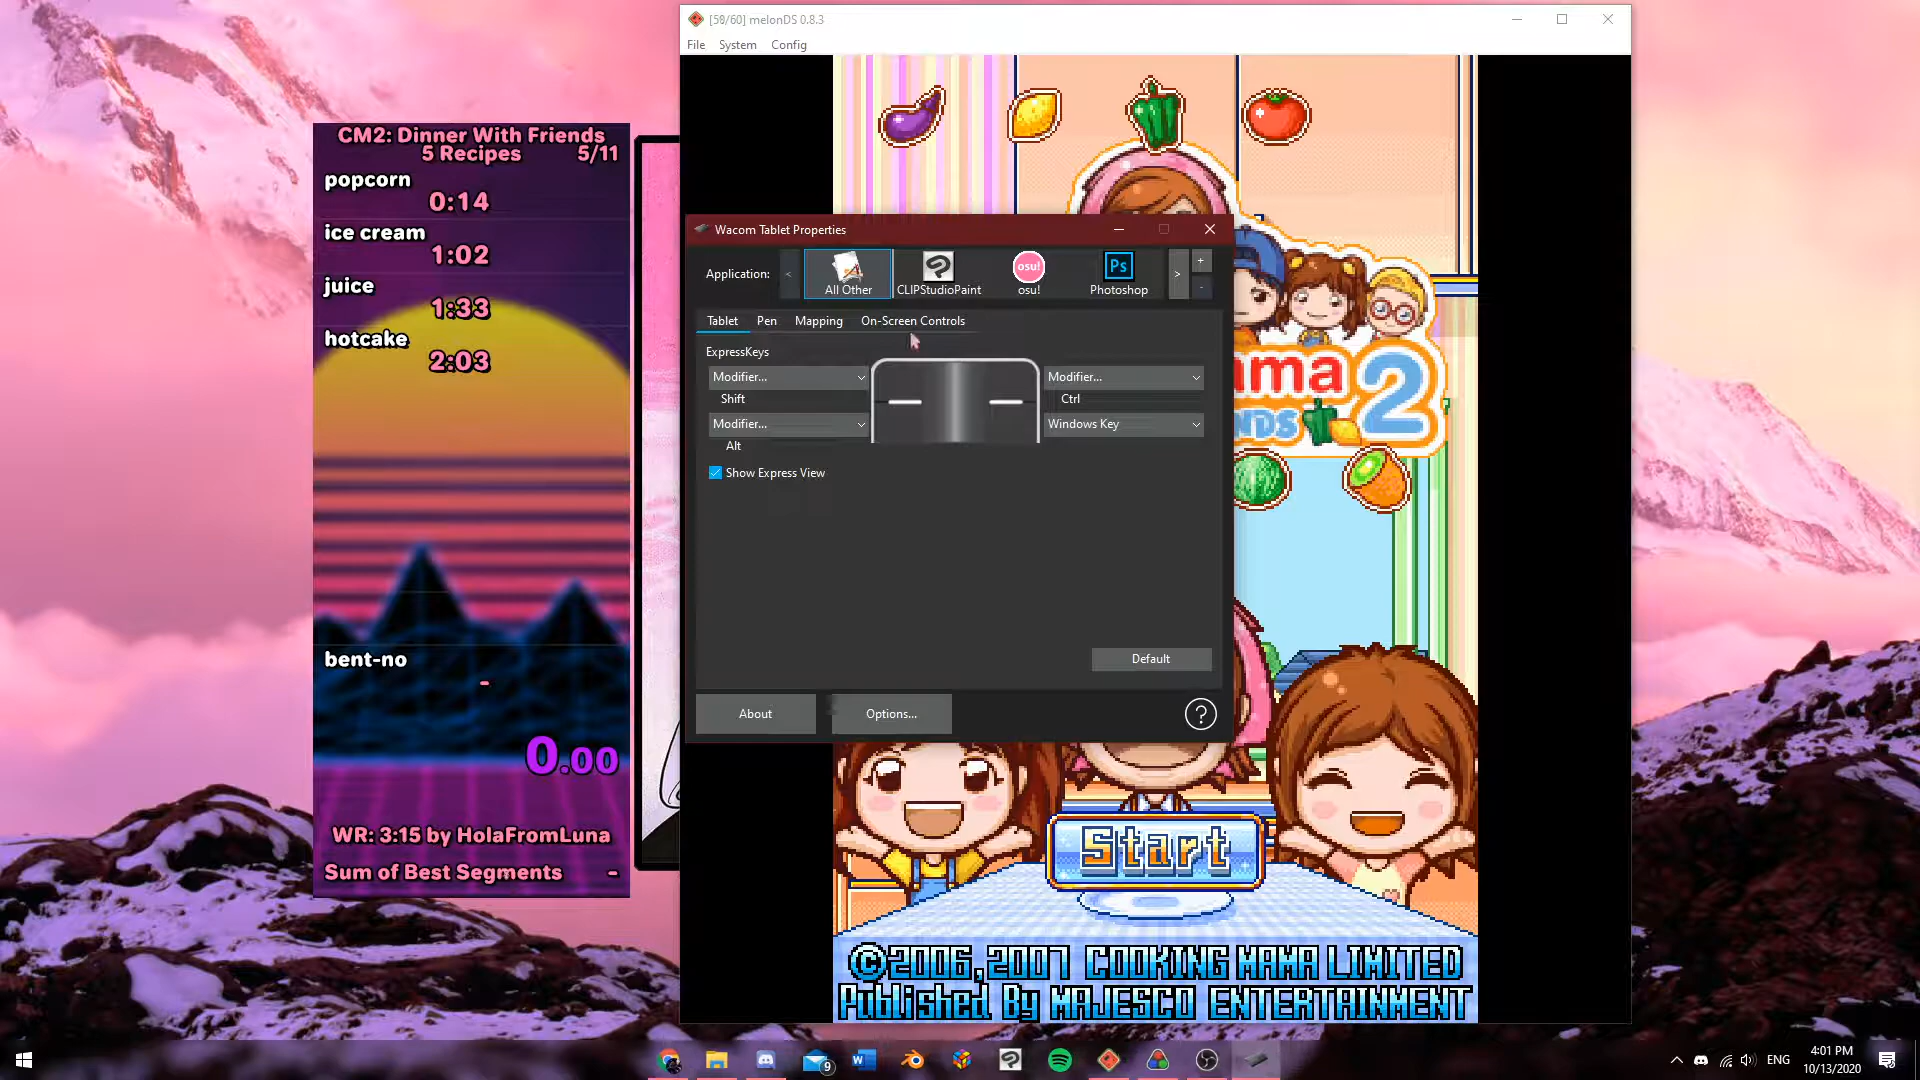 [59/60] melonDS 0.8.3
File System Config
CM2: Dinner With Friends
5 Recipes 5/11
popcorn
0:14
ice cream
1:02
juice
1:33
hotcake
2:03
bent-no
-
0.00
WR: 3:15 by HolaFromLuna
Sum of Best Segments -
Wacom Tablet Properties
Application: < All Other CLIPStudioPaint osu! osu! Ps Photoshop > + -
Tablet Pen Mapping On-Screen Controls
ExpressKeys
Modifier... Modifier...
Shift Ctrl
Modifier... Windows Key
Alt
Show Express View
Default
About Options... ?
ama 2
NDS
Start
©2006,2007 COOKING MAMA LIMITED
Published By MAJESCO ENTERTAINMENT
9
ENG
4:01 PM
10/13/2020